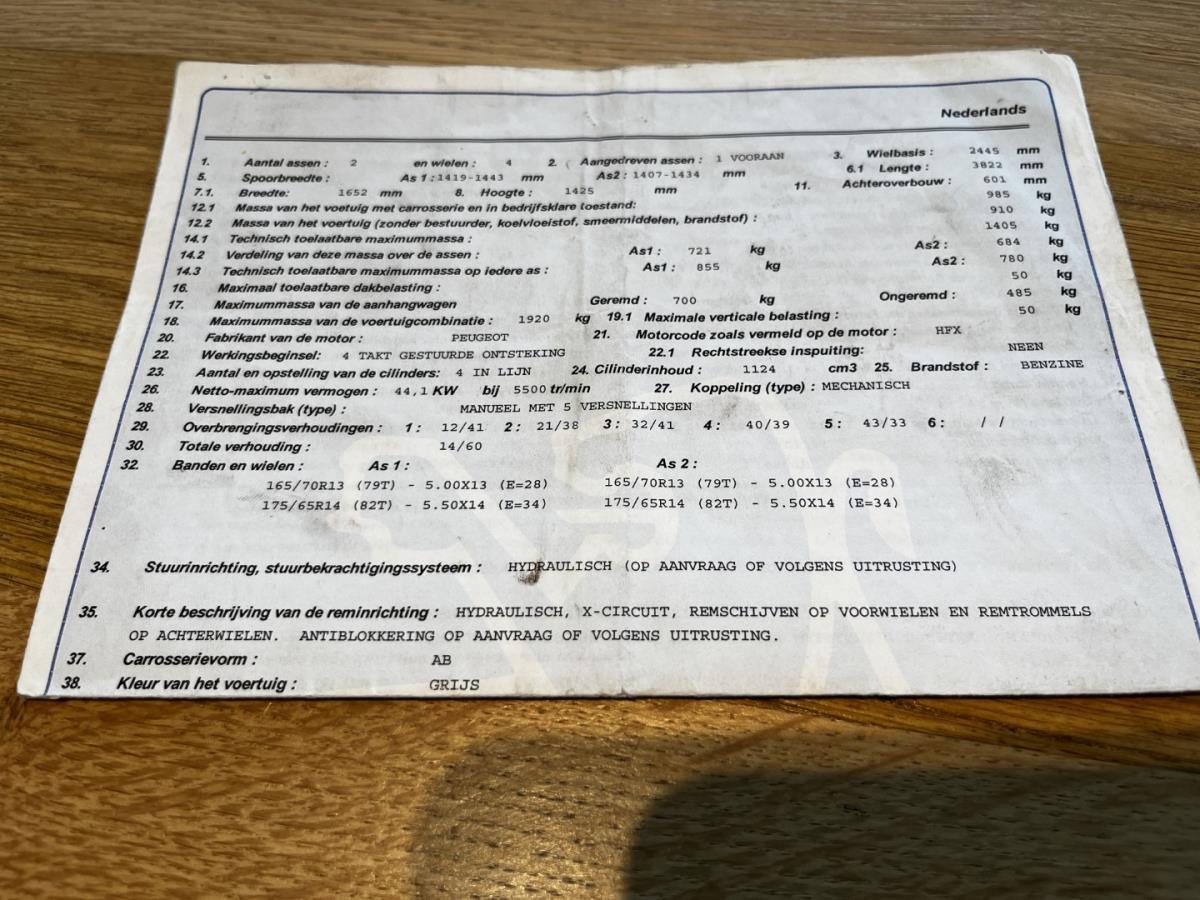 Nederlands
1. Aantal assen : 2 en wielen : 4 2. ( Aangedreven assen : 1 VOORAAN 3. Wielbasis : 2445 mm
5. Spoorbreedte : As 1 : 1419-1443 mm As2 : 1407-1434 mm 6.1 Lengte : 3822 mm
7.1. Breedte: 1652 mm 8. Hoogte : 1425 mm 11. Achteroverbouw : 601 mm
12.1 Massa van het voetuig met carrosserie en in bedrijfsklare toestand: 985 kg
12.2 Massa van het voertuig (zonder bestuurder, koelvloeistof, smeermiddelen, brandstof) : 910 kg
14.1 Technisch toelaatbare maximummassa : 1405 kg
14.2 Verdeling van deze massa over de assen : As1 : 721 kg As2 : 684 kg
14.3 Technisch toelaatbare maximummassa op iedere as : As1 : 855 kg As2 : 780 kg
16. Maximaal toelaatbare dakbelasting : 50 kg
17. Maximummassa van de aanhangwagen Geremd : 700 kg Ongeremd : 485 kg
18. Maximummassa van de voertuigcombinatie : 1920 kg 19.1 Maximale verticale belasting : 50 kg
20. Fabrikant van de motor : PEUGEOT 21. Motorcode zoals vermeld op de motor : HFX
22. Werkingsbeginsel: 4 TAKT GESTUURDE ONTSTEKING 22.1 Rechtstreekse inspuiting: NEEN
23. Aantal en opstelling van de cilinders: 4 IN LIJN 24. Cilinderinhoud : 1124 cm3 25. Brandstof : BENZINE
26. Netto-maximum vermogen : 44,1 KW bij 5500 tr/min 27. Koppeling (type) : MECHANISCH
28. Versnellingsbak (type) : MANUEEL MET 5 VERSNELLINGEN
29. Overbrengingsverhoudingen : 1 : 12/41 2 : 21/38 3 : 32/41 4 : 40/39 5 : 43/33 6 : / /
30. Totale verhouding : 14/60
32. Banden en wielen : As 1 : As 2 :
165/70R13 (79T) - 5.00X13 (E=28) 165/70R13 (79T) - 5.00X13 (E=28)
175/65R14 (82T) - 5.50X14 (E=34) 175/65R14 (82T) - 5.50X14 (E=34)
34. Stuurinrichting, stuurbekrachtigingssysteem : HYDRAULISCH (OP AANVRAAG OF VOLGENS UITRUSTING)
35. Korte beschrijving van de reminrichting : HYDRAULISCH, X-CIRCUIT, REMSCHIJVEN OP VOORWIELEN EN REMTROMMELS
OP ACHTERWIELEN. ANTIBLOKKERING OP AANVRAAG OF VOLGENS UITRUSTING.
37. Carrosserievorm : AB
38. Kleur van het voertuig : GRIJS